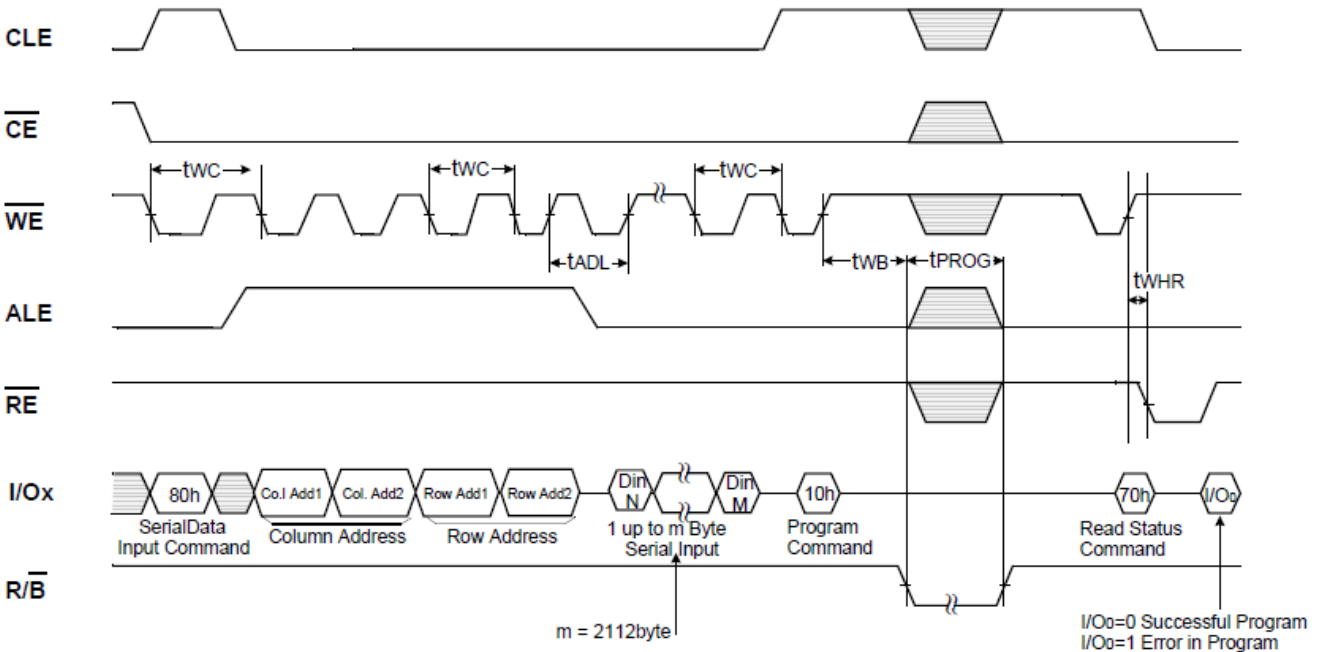 CLE
CE
tWC
tWC
tWC
WE
tADL
tWB
tPROG
tWHR
ALE
RE
I/Ox
80h
Co.l Add1
Col. Add2
Row Add1
Row Add2
Din
N
Din
M
10h
70h
I/O0
SerialData
Input Command
Column Address
Row Address
1 up to m Byte
Serial Input
Program
Command
Read Status
Command
R/B
m = 2112byte
I/O0=0 Successful Program
I/O0=1 Error in Program